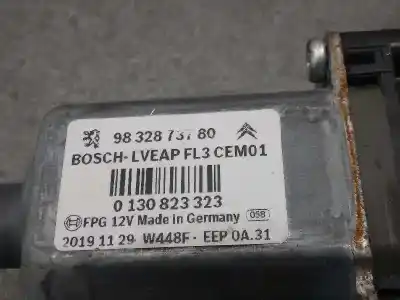 98 328 737 80
BOSCH-LVEAP FL3 CEM01
0 130 823 323
FPG 12V Made in Germany 058
2019 11 29 W448F - EEP 0A.31